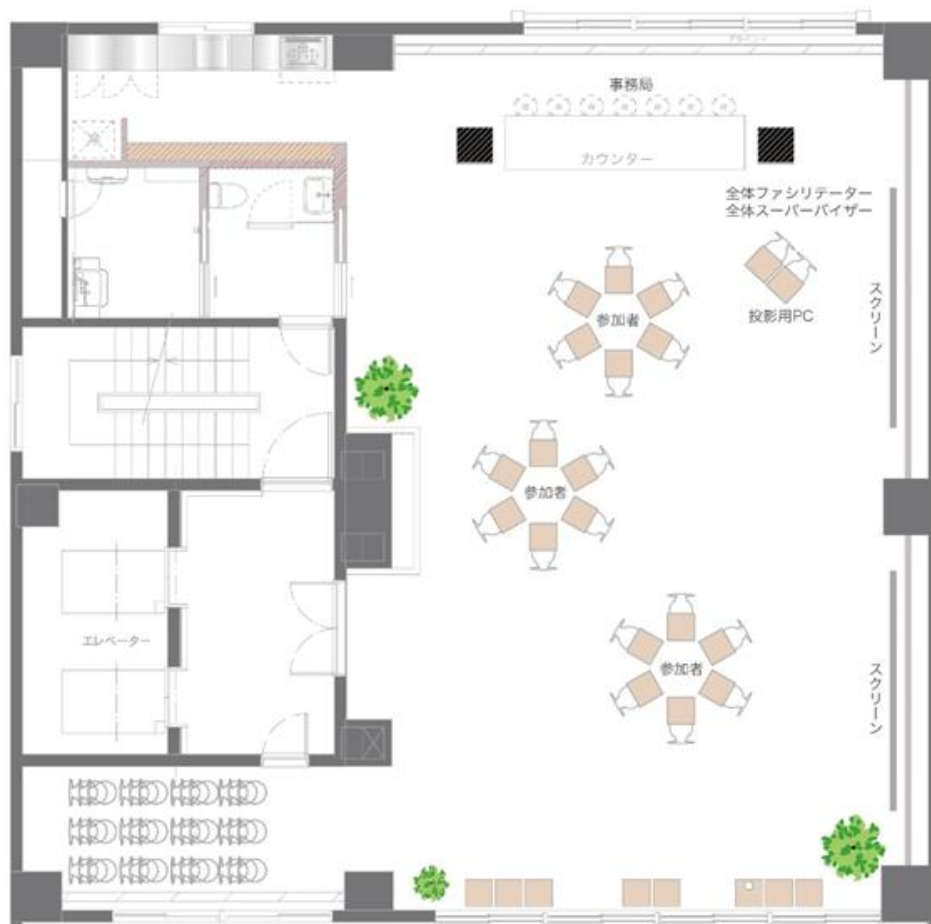 事務局
カウンター
全体ファシリテーター
全体スーパーバイザー
参加者
投影用PC
スクリーン
参加者
エレベーター
参加者
スクリーン